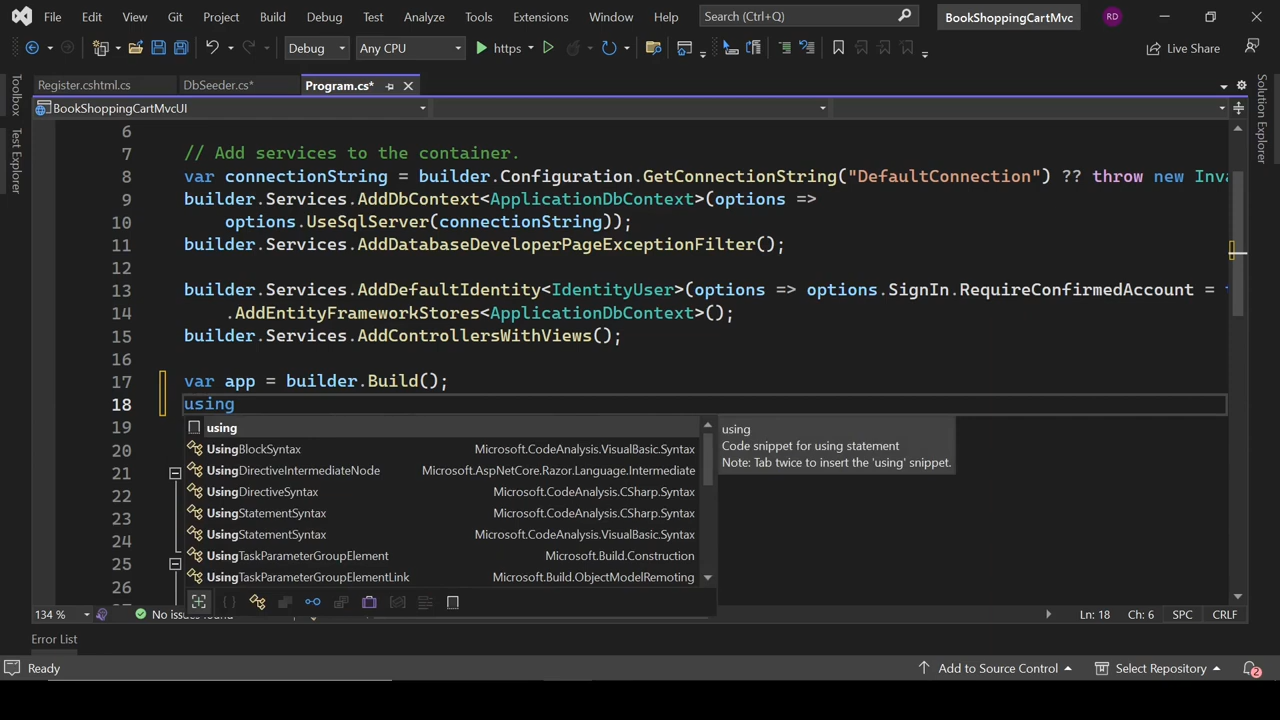 File Edit View Git Project Build Debug Test Analyze Tools Extensions Window Help Search (Ctrl+Q) BookShoppingCartMvc RD
Debug Any CPU https Live Share
Register.cshtml.cs DbSeeder.cs* Program.cs*
BookShoppingCartMvcUI
Toolbox
Test Explorer
Solution Explorer
6
7 // Add services to the container.
8 var connectionString = builder.Configuration.GetConnectionString("DefaultConnection") ?? throw new Inva
9 builder.Services.AddDbContext<ApplicationDbContext>(options =>
10 options.UseSqlServer(connectionString));
11 builder.Services.AddDatabaseDeveloperPageExceptionFilter();
12
13 builder.Services.AddDefaultIdentity<IdentityUser>(options => options.SignIn.RequireConfirmedAccount = t
14 .AddEntityFrameworkStores<ApplicationDbContext>();
15 builder.Services.AddControllersWithViews();
16
17 var app = builder.Build();
18 using
19 using
20 UsingBlockSyntax Microsoft.CodeAnalysis.VisualBasic.Syntax
21 UsingDirectiveIntermediateNode Microsoft.AspNetCore.Razor.Language.Intermediate
22 UsingDirectiveSyntax Microsoft.CodeAnalysis.CSharp.Syntax
23 UsingStatementSyntax Microsoft.CodeAnalysis.CSharp.Syntax
24 UsingStatementSyntax Microsoft.CodeAnalysis.VisualBasic.Syntax
25 UsingTaskParameterGroupElement Microsoft.Build.Construction
26 UsingTaskParameterGroupElementLink Microsoft.Build.ObjectModelRemoting
using
Code snippet for using statement
Note: Tab twice to insert the 'using' snippet.
134 % No issues found Ln: 18 Ch: 6 SPC CRLF
Error List
Ready Add to Source Control Select Repository 2